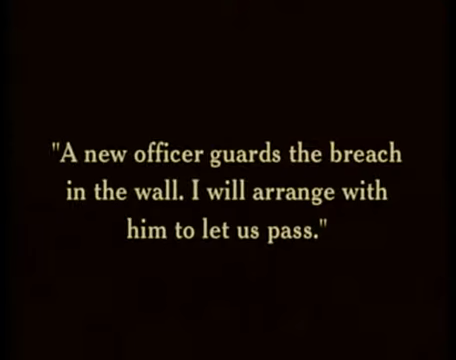 "A new officer guards the breach
in the wall. I will arrange with
him to let us pass."